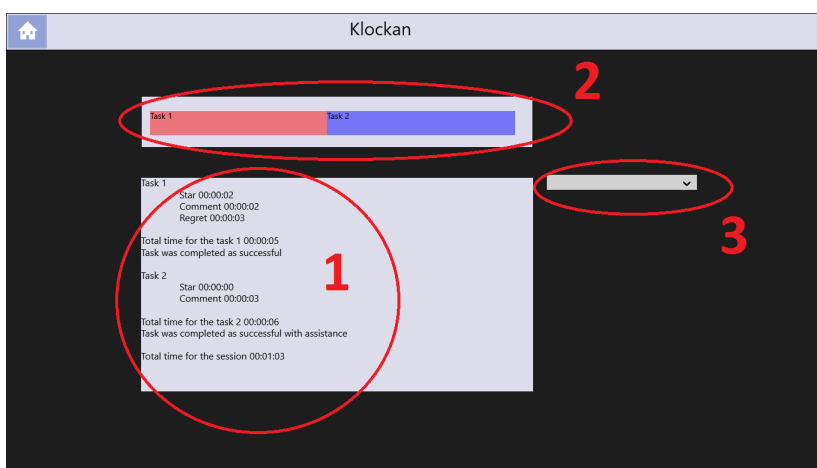 Klockan
2
Task 1 Task 2
Task 1
Star 00:00:02
Comment 00:00:02
Regret 00:00:03
Total time for the task 1 00:00:05
Task was completed as successful
Task 2
Star 00:00:00
Comment 00:00:03
Total time for the task 2 00:00:06
Task was completed as successful with assistance
Total time for the session 00:01:03
1
3